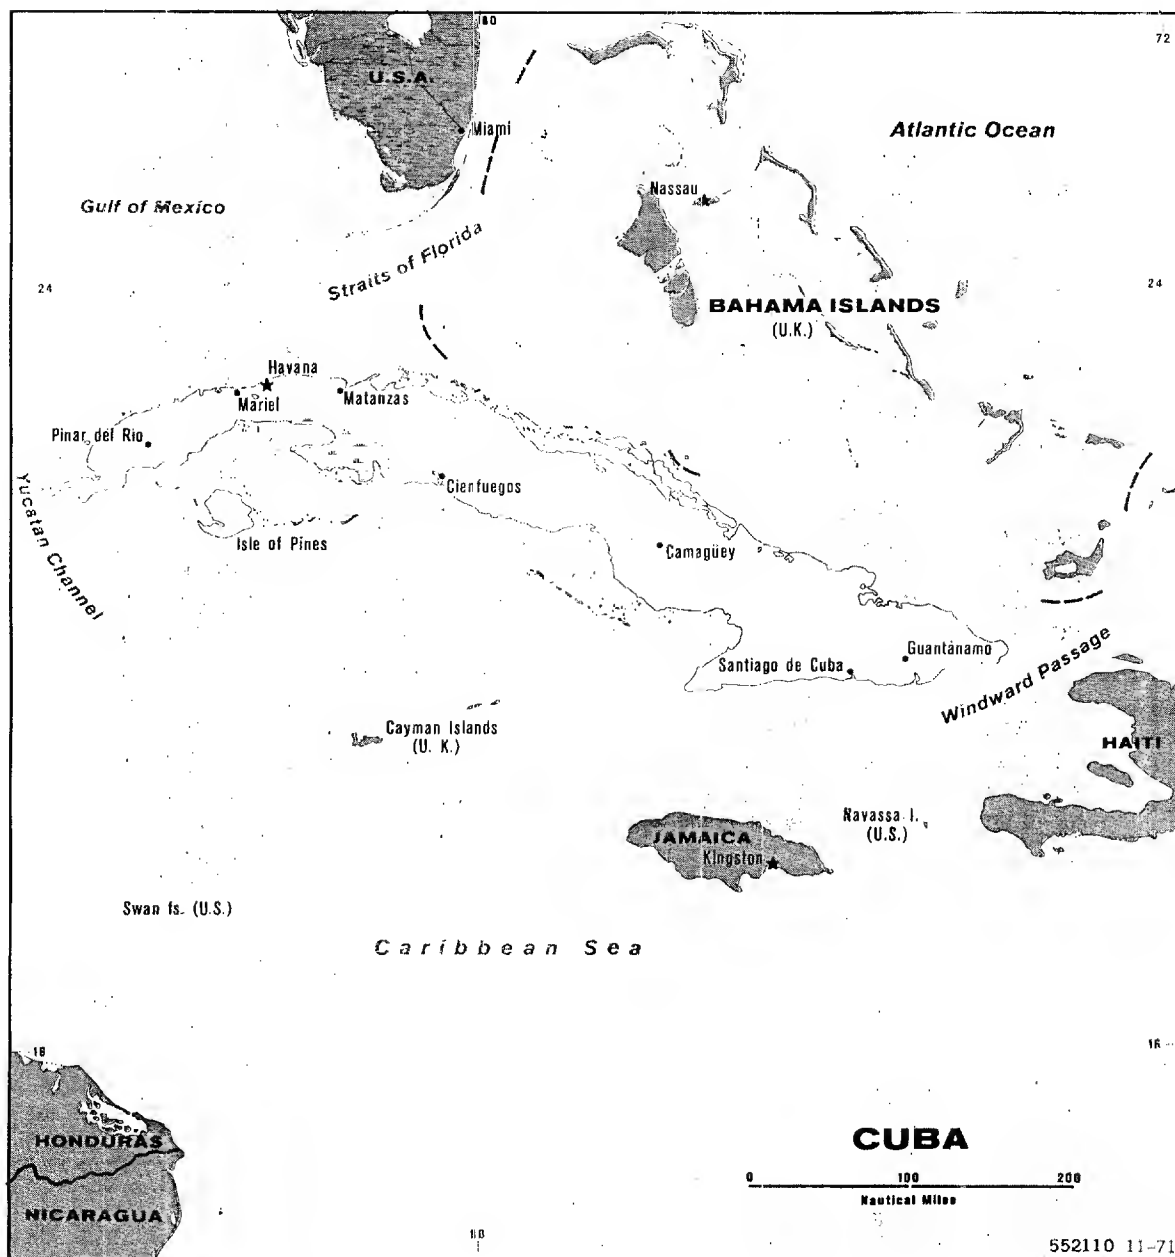 80
72
U.S.A.
Miami
Atlantic Ocean
Nassau
Gulf of Mexico
Straits of Florida
24
24
BAHAMA ISLANDS
(U.K.)
Havana
Mariel
Matanzas
Pinar del Rio
Cienfuegos
Yucatan Channel
Isle of Pines
Camagüey
Guantánamo
Santiago de Cuba
Windward Passage
Cayman Islands
(U. K.)
HAITI
Navassa I.
(U.S.)
JAMAICA
Kingston
Swan Is. (U.S.)
Caribbean Sea
16
HONDURAS
CUBA
0 100 200
Nautical Miles
NICARAGUA
552110 11-71